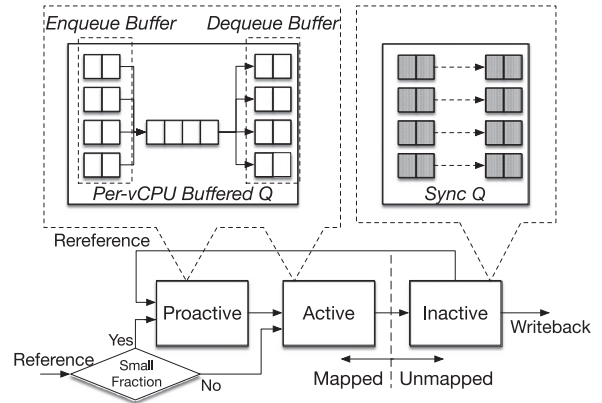 Enqueue Buffer
Dequeue Buffer
Per-vCPU Buffered Q
Sync Q
Rereference
Proactive
Active
Inactive
Writeback
Yes
Reference
Small
Fraction
No
Mapped
Unmapped